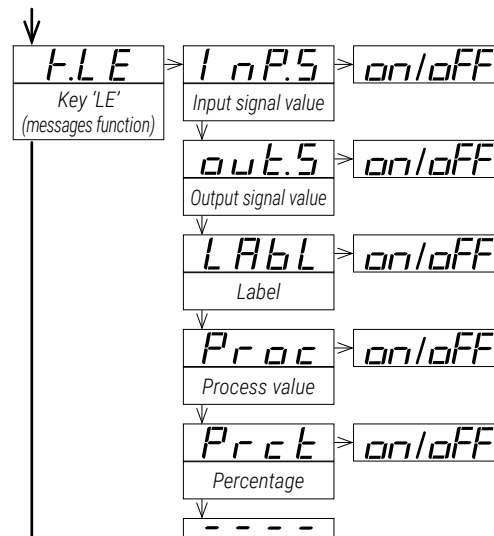 K.LE
Key 'LE'
(messages function)
InP.S
on/oFF
Input signal value
out.S
on/oFF
Output signal value
LAbL
on/oFF
Label
Proc
on/oFF
Process value
Prct
on/oFF
Percentage
----